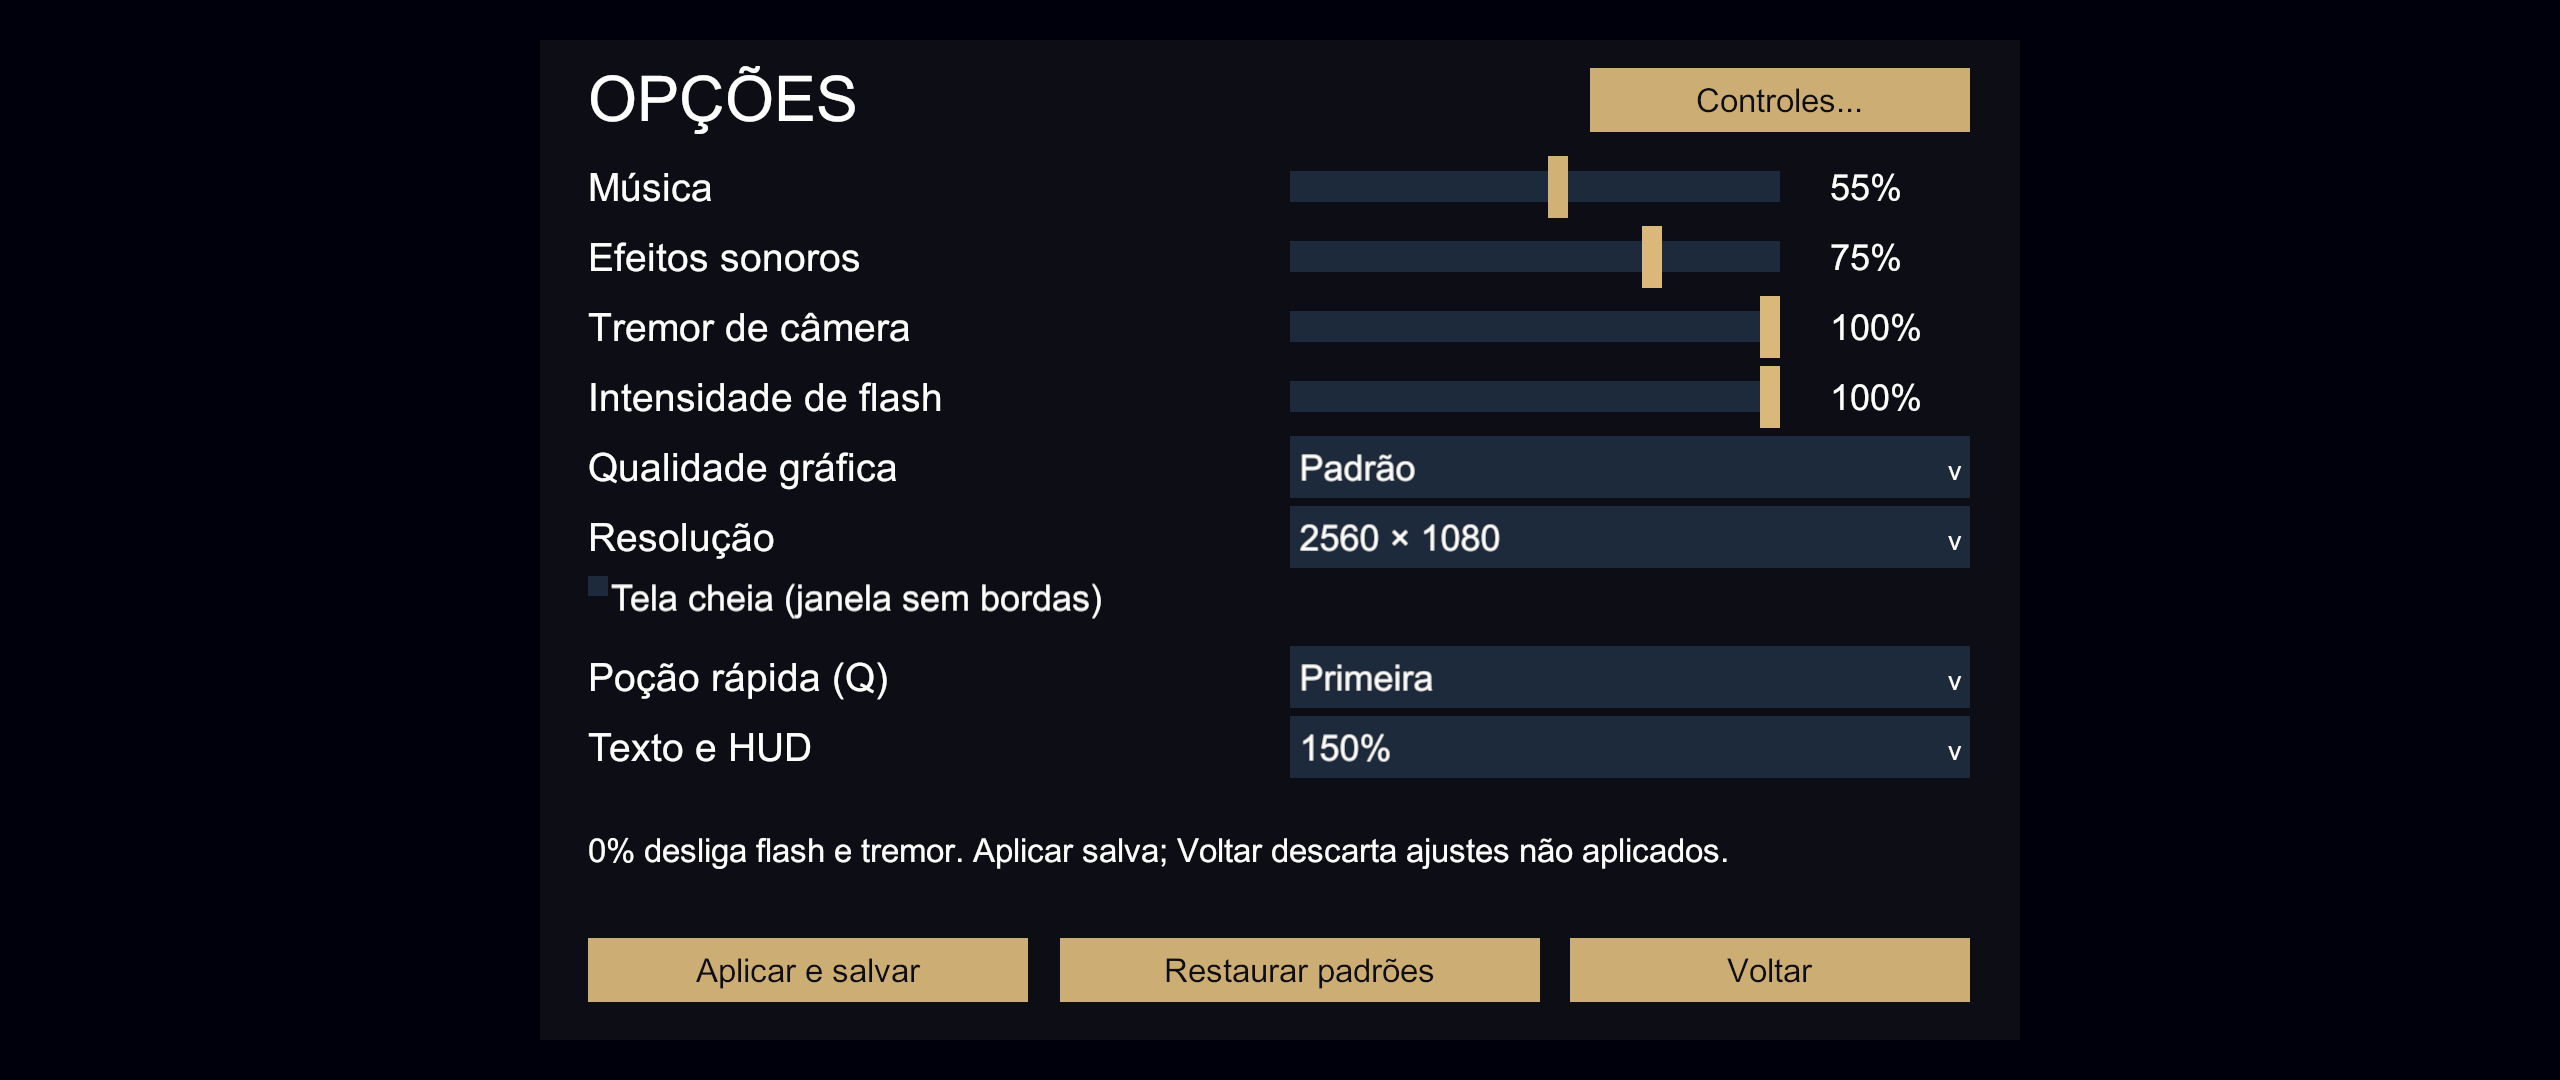 OPÇÕES
Controles...
Música
55%
Efeitos sonoros
75%
Tremor de câmera
100%
Intensidade de flash
100%
Qualidade gráfica
Padrão v
Resolução
2560 × 1080 v
Tela cheia (janela sem bordas)
Poção rápida (Q)
Primeira v
Texto e HUD
150% v
0% desliga flash e tremor. Aplicar salva; Voltar descarta ajustes não aplicados.
Aplicar e salvar
Restaurar padrões
Voltar